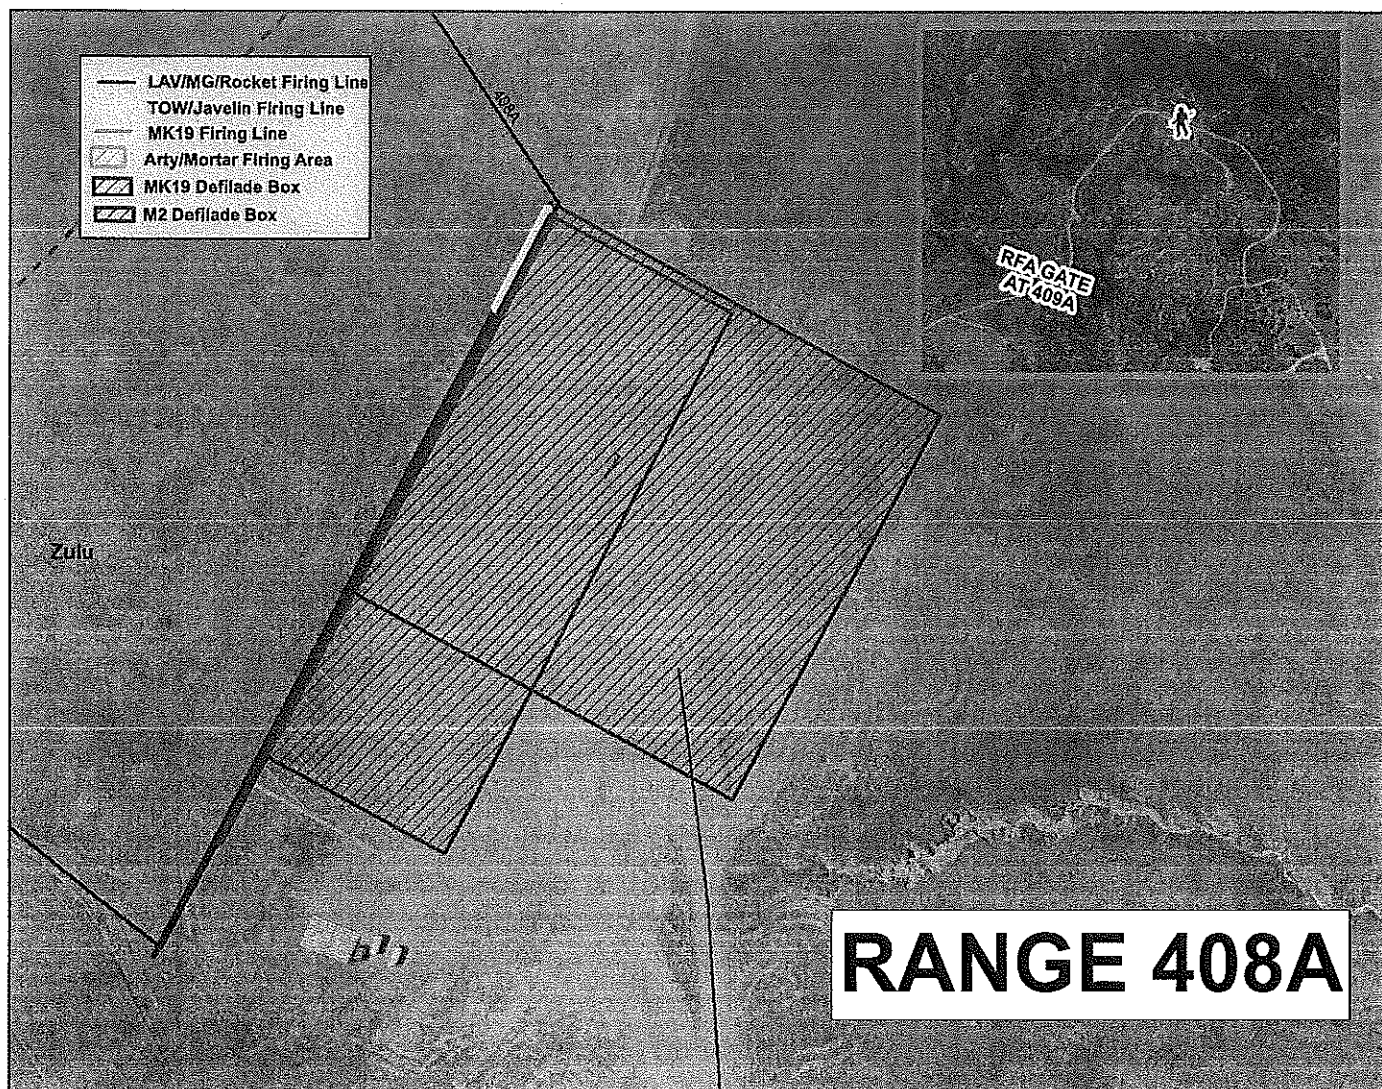 LAV/MG/Rocket Firing Line
TOW/Javelin Firing Line
MK19 Firing Line
Arty/Mortar Firing Area
MK19 Defilade Box
M2 Defilade Box
408A
RFA GATE
AT 409A
Zulu
RANGE 408A